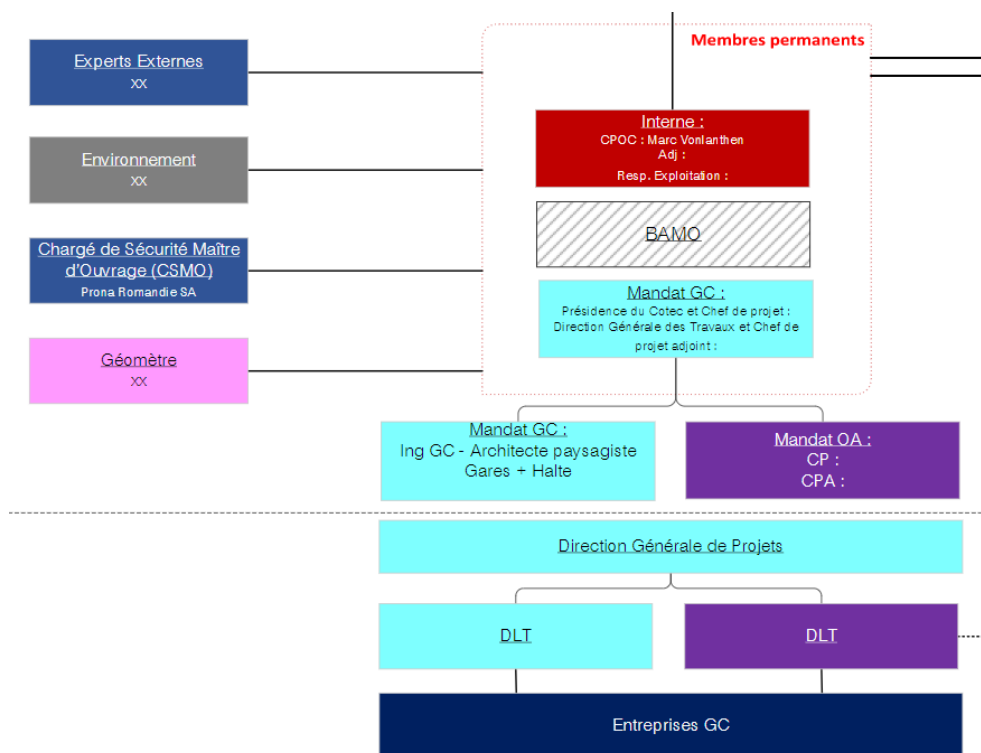 Membres permanents
Experts Externes
xx
Interne :
CPOC : Marc Vonlanthen
Adj :
Resp. Exploitation :
Environnement
xx
BAMO
Chargé de Sécurité Maître
d'Ouvrage (CSMO)
Prona Romandie SA
Mandat GC :
Présidence du Cotec et Chef de projet :
Direction Générale des Travaux et Chef de
projet adjoint :
Géomètre
xx
Mandat GC :
Ing GC - Architecte paysagiste
Gares + Halte
Mandat OA :
CP :
CPA :
Direction Générale de Projets
DLT
DLT
Entreprises GC